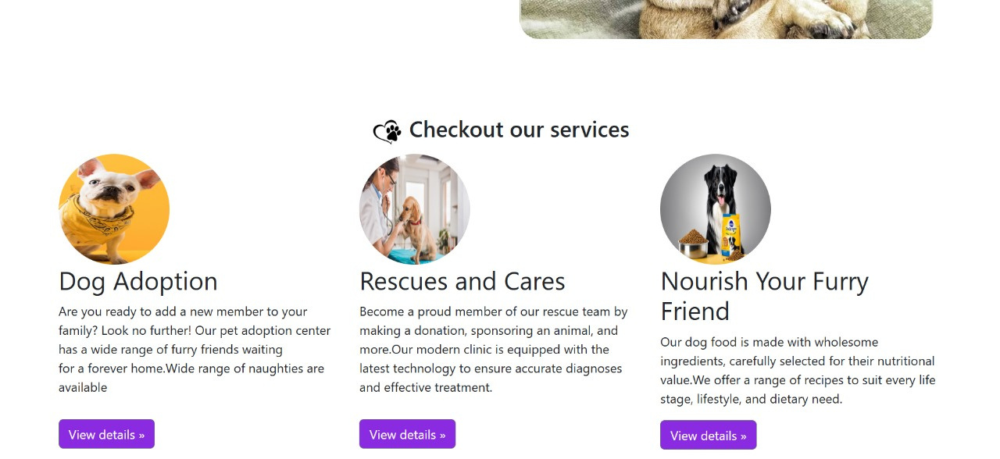 Checkout our services
Dog Adoption
Are you ready to add a new member to your
family? Look no further! Our pet adoption center
has a wide range of furry friends waiting
for a forever home.Wide range of naughties are
available
View details »
Rescues and Cares
Become a proud member of our rescue team by
making a donation, sponsoring an animal, and
more.Our modern clinic is equipped with the
latest technology to ensure accurate diagnoses
and effective treatment.
View details »
Nourish Your Furry
Friend
Our dog food is made with wholesome
ingredients, carefully selected for their nutritional
value.We offer a range of recipes to suit every life
stage, lifestyle, and dietary need.
View details »